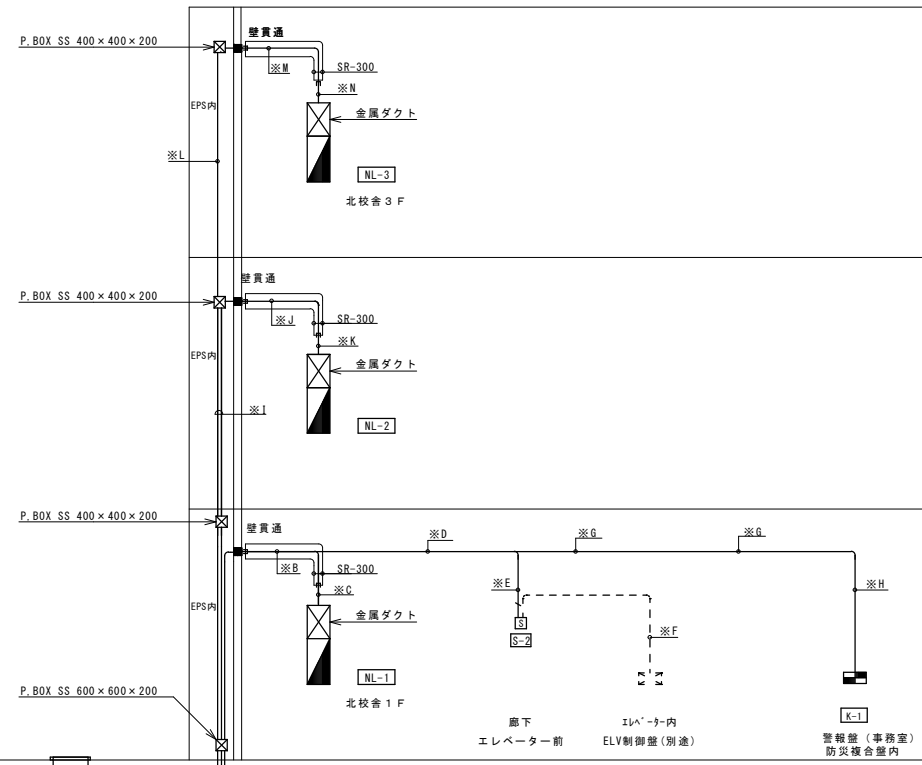 壁貫通
P.BOX SS 400×400×200
※M
SR-300
※N
EPS内
金属ダクト
※L
NL-3
北校舎3F
壁貫通
P.BOX SS 400×400×200
※J
SR-300
※K
EPS内
金属ダクト
※I
NL-2
P.BOX SS 400×400×200
壁貫通
※D
※G
※G
※B
SR-300
※E
※H
※C
EPS内
金属ダクト
S
S-2
※F
NL-1
P.BOX SS 600×600×200
北校舎1F
K-1
廊下
エレベーター前
エレベーター内
ELV制御盤(別途)
警報盤(事務室)
防災複合盤内